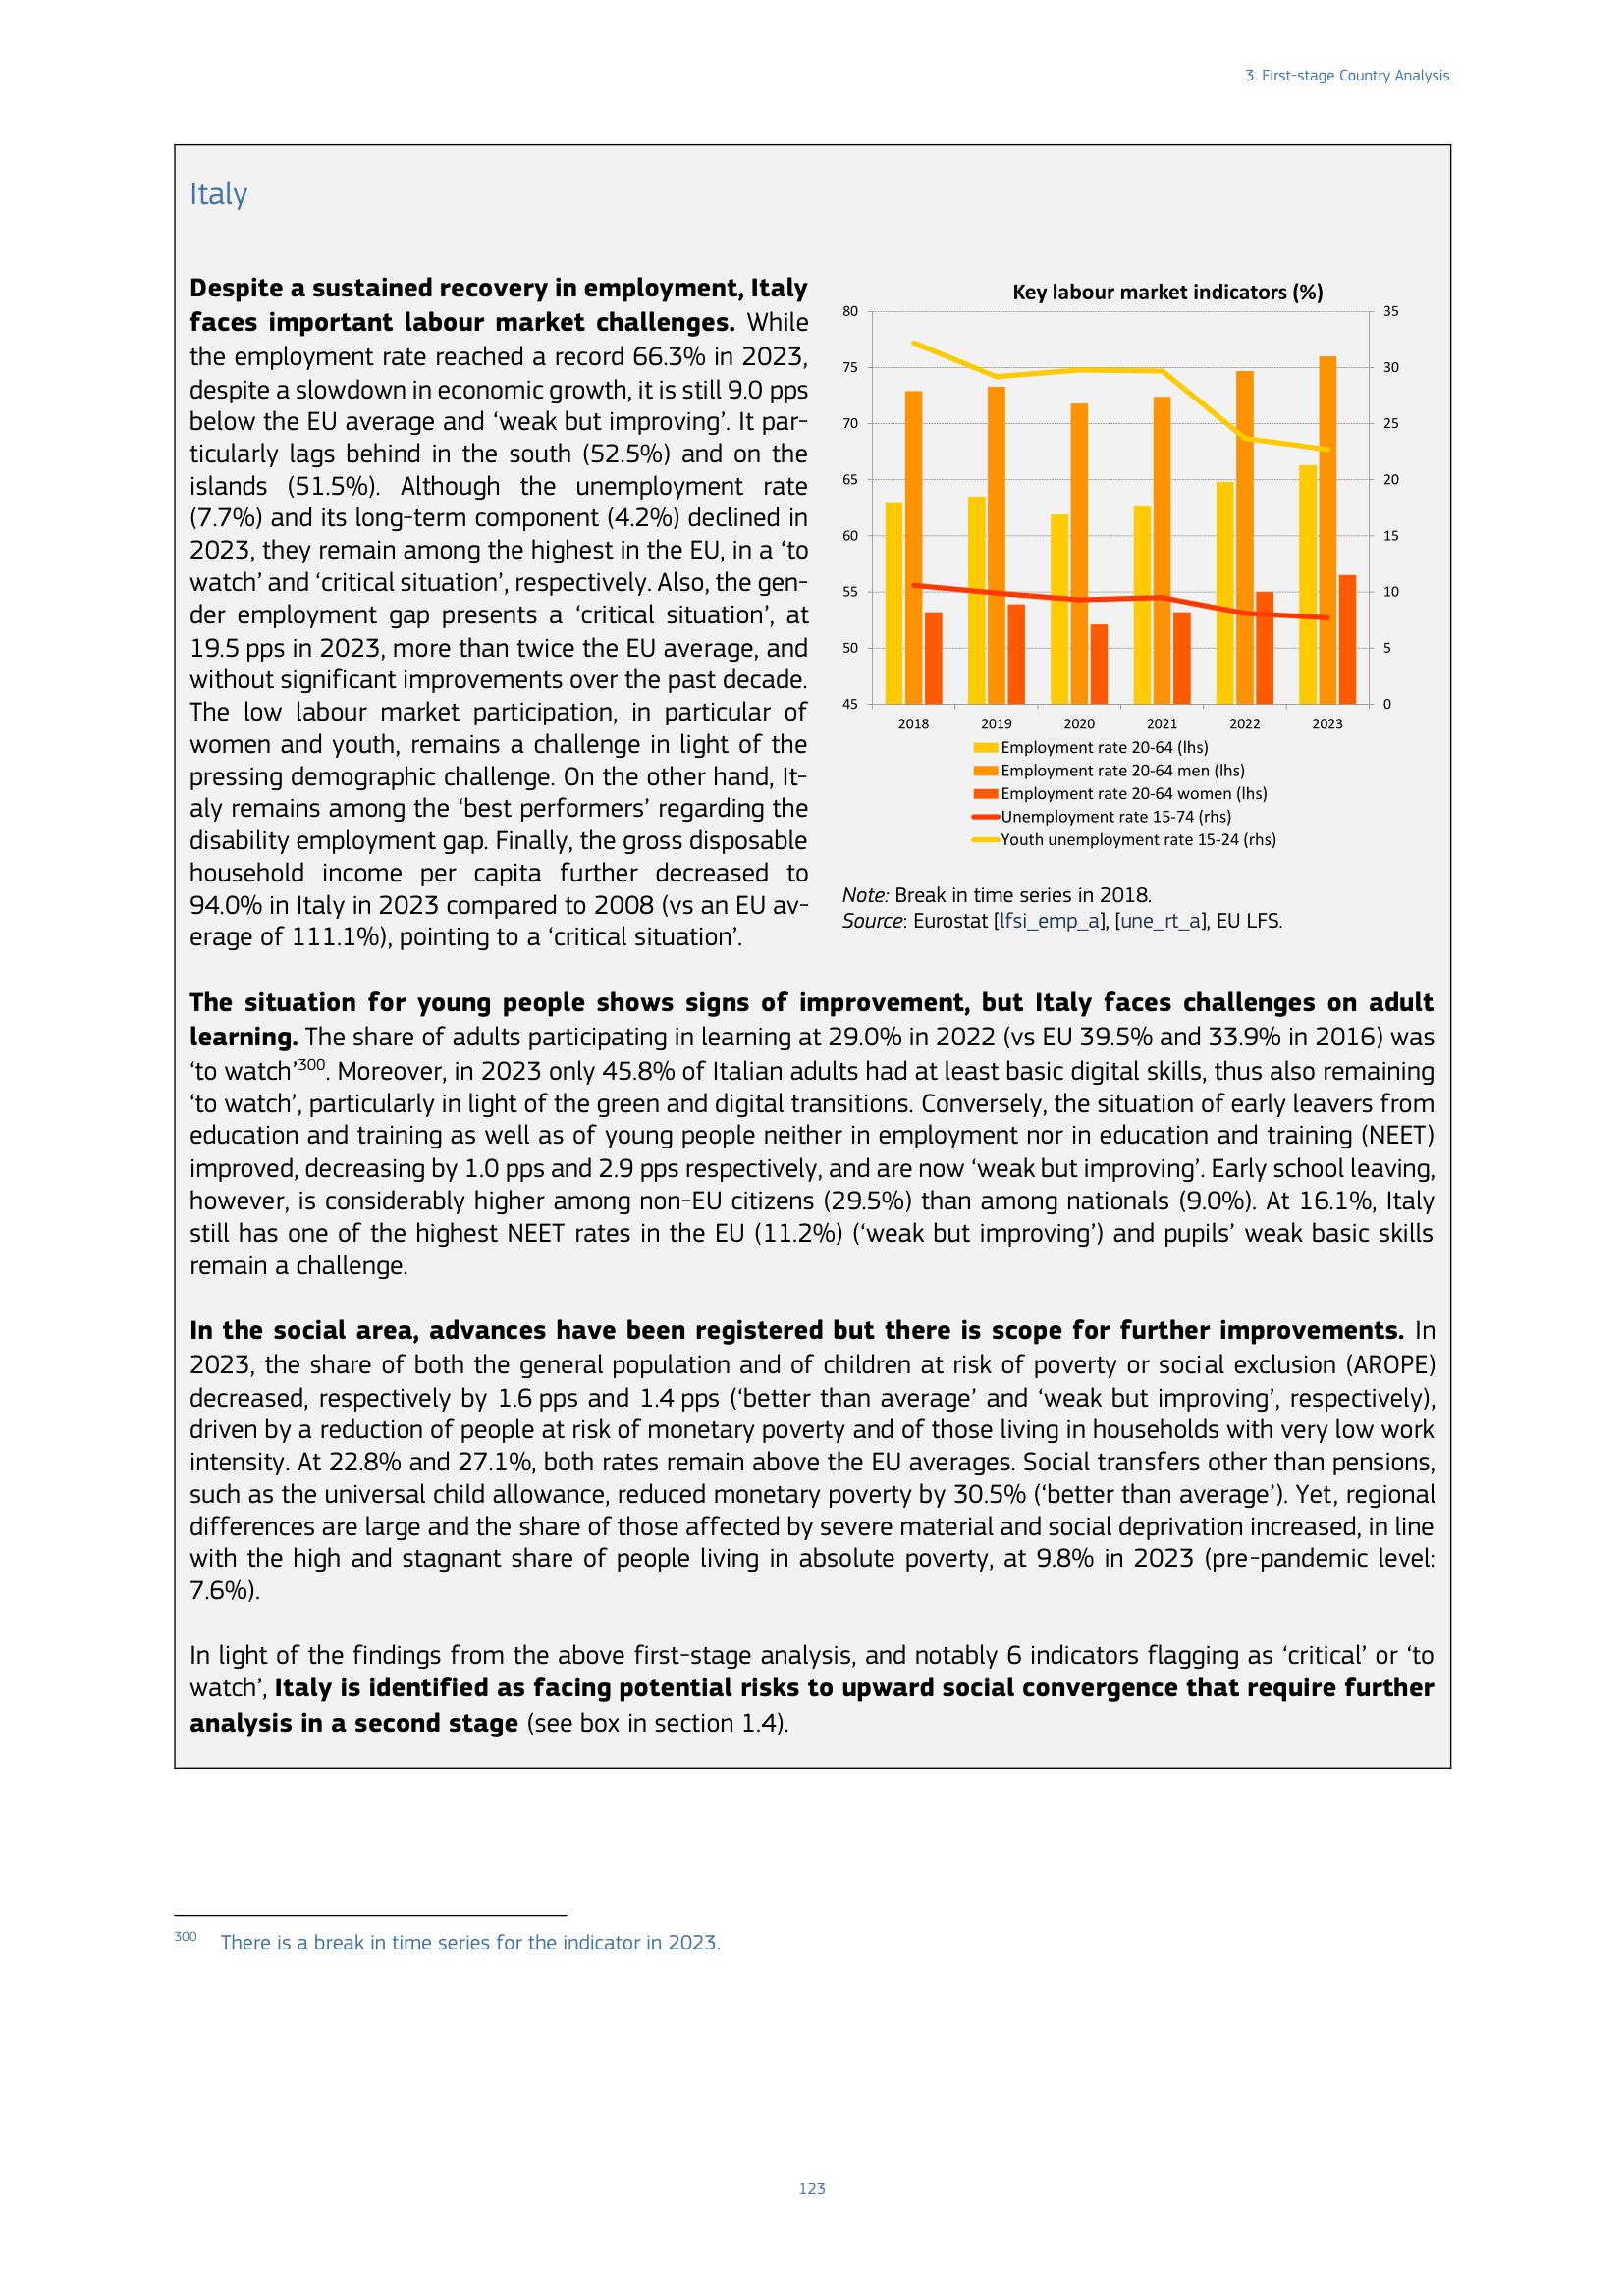 3. First-stage Country Analysis
Italy
Despite a sustained recovery in employment, Italy
faces important labour market challenges. While
the employment rate reached a record 66.3% in 2023,
despite a slowdown in economic growth, it is still 9.0 pps
below the EU average and ‘weak but improving’. It par-
ticularly lags behind in the south (52.5%) and on the
islands (51.5%). Although the unemployment rate
(7.7%) and its long-term component (4.2%) declined in
2023, they remain among the highest in the EU, in a ‘to
watch’ and ‘critical situation’, respectively. Also, the gen-
der employment gap presents a ‘critical situation’, at
19.5 pps in 2023, more than twice the EU average, and
without significant improvements over the past decade.
The low labour market participation, in particular of
women and youth, remains a challenge in light of the
pressing demographic challenge. On the other hand, It-
aly remains among the ‘best performers’ regarding the
disability employment gap. Finally, the gross disposable
household income per capita further decreased to
94.0% in Italy in 2023 compared to 2008 (vs an EU av-
erage of 111.1%), pointing to a ‘critical situation’.
Key labour market indicators (%)
80 35
75 30
70 25
65 20
60 15
55 10
50 5
45 0
2018 2019 2020 2021 2022 2023
Employment rate 20-64 (lhs)
Employment rate 20-64 men (lhs)
Employment rate 20-64 women (lhs)
Unemployment rate 15-74 (rhs)
Youth unemployment rate 15-24 (rhs)
Note: Break in time series in 2018.
Source: Eurostat [lfsi_emp_a], [une_rt_a], EU LFS.
The situation for young people shows signs of improvement, but Italy faces challenges on adult
learning. The share of adults participating in learning at 29.0% in 2022 (vs EU 39.5% and 33.9% in 2016) was
‘to watch’300. Moreover, in 2023 only 45.8% of Italian adults had at least basic digital skills, thus also remaining
‘to watch’, particularly in light of the green and digital transitions. Conversely, the situation of early leavers from
education and training as well as of young people neither in employment nor in education and training (NEET)
improved, decreasing by 1.0 pps and 2.9 pps respectively, and are now ‘weak but improving’. Early school leaving,
however, is considerably higher among non-EU citizens (29.5%) than among nationals (9.0%). At 16.1%, Italy
still has one of the highest NEET rates in the EU (11.2%) (‘weak but improving’) and pupils’ weak basic skills
remain a challenge.
In the social area, advances have been registered but there is scope for further improvements. In
2023, the share of both the general population and of children at risk of poverty or social exclusion (AROPE)
decreased, respectively by 1.6 pps and 1.4 pps (‘better than average’ and ‘weak but improving’, respectively),
driven by a reduction of people at risk of monetary poverty and of those living in households with very low work
intensity. At 22.8% and 27.1%, both rates remain above the EU averages. Social transfers other than pensions,
such as the universal child allowance, reduced monetary poverty by 30.5% (‘better than average’). Yet, regional
differences are large and the share of those affected by severe material and social deprivation increased, in line
with the high and stagnant share of people living in absolute poverty, at 9.8% in 2023 (pre-pandemic level:
7.6%).
In light of the findings from the above first-stage analysis, and notably 6 indicators flagging as ‘critical’ or ‘to
watch’, Italy is identified as facing potential risks to upward social convergence that require further
analysis in a second stage (see box in section 1.4).
300 There is a break in time series for the indicator in 2023.
123